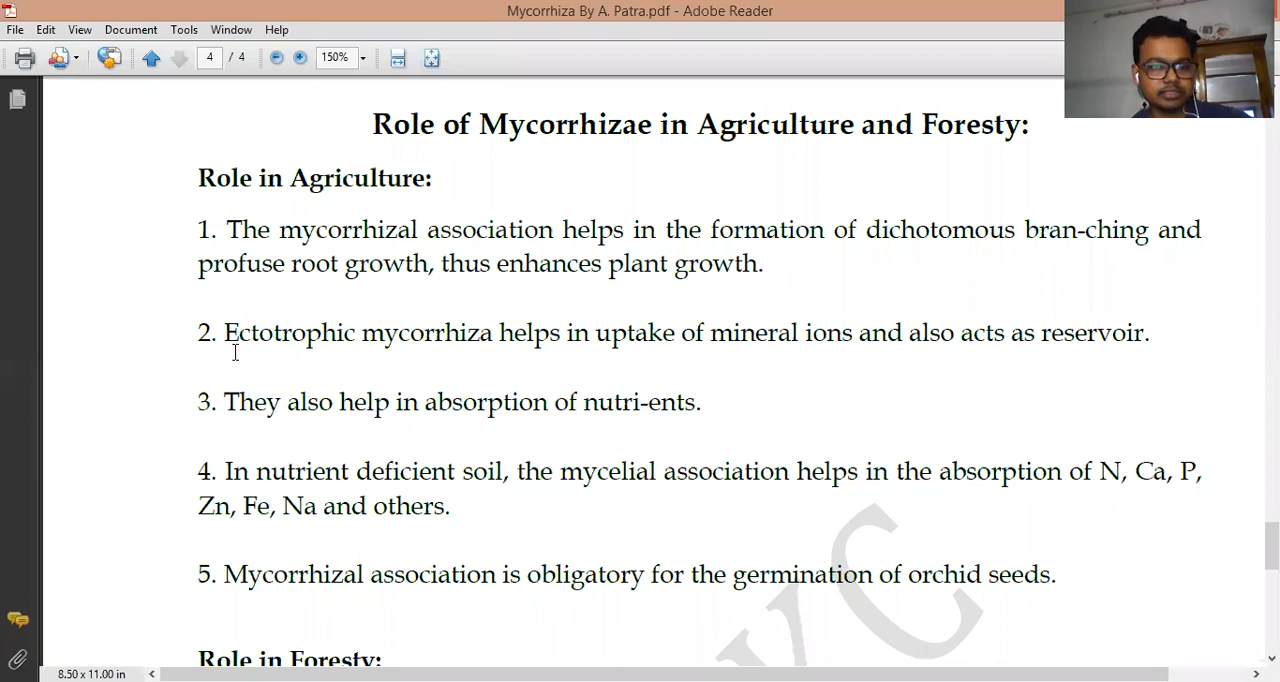 Mycorrhiza By A. Patra.pdf - Adobe Reader
File Edit View Document Tools Window Help
4 / 4 150%
Role of Mycorrhizae in Agriculture and Foresty:
Role in Agriculture:
1. The mycorrhizal association helps in the formation of dichotomous bran-ching and
profuse root growth, thus enhances plant growth.
2. Ectotrophic mycorrhiza helps in uptake of mineral ions and also acts as reservoir.
3. They also help in absorption of nutri-ents.
4. In nutrient deficient soil, the mycelial association helps in the absorption of N, Ca, P,
Zn, Fe, Na and others.
5. Mycorrhizal association is obligatory for the germination of orchid seeds.
Role in Foresty:
8.50 x 11.00 in